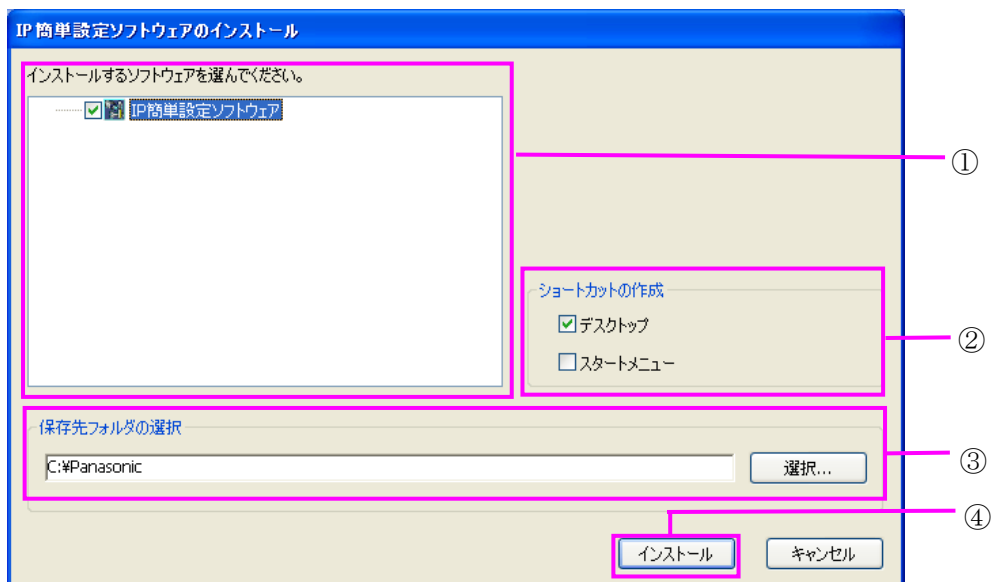 IP簡単設定ソフトウェアのインストール
インストールするソフトウェアを選んでください。
IP簡単設定ソフトウェア
①
ショートカットの作成
デスクトップ
スタートメニュー
②
保存先フォルダの選択
C:¥Panasonic
選択...
③
④
インストール
キャンセル